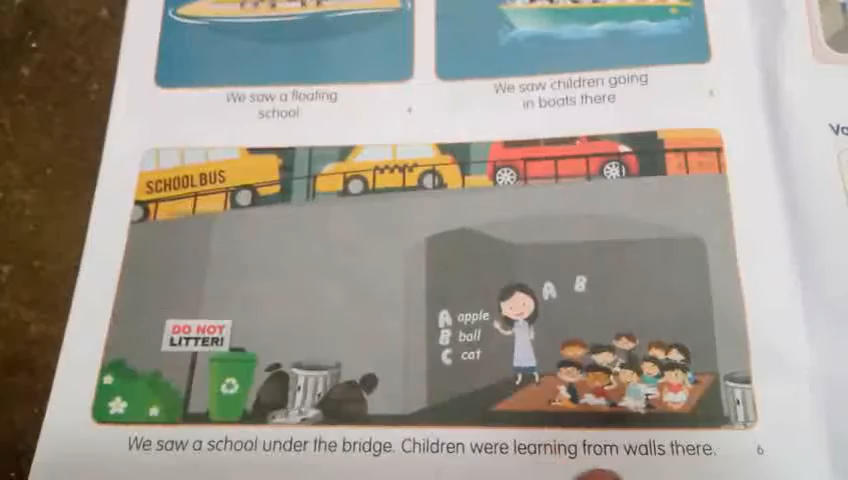 We saw a floating
school
4
We saw children going
in boats there
SCHOOL BUS
DO NOT
LITTER!
A B
A apple
B ball
C cat
We saw a school under the bridge. Children were learning from walls there.
6